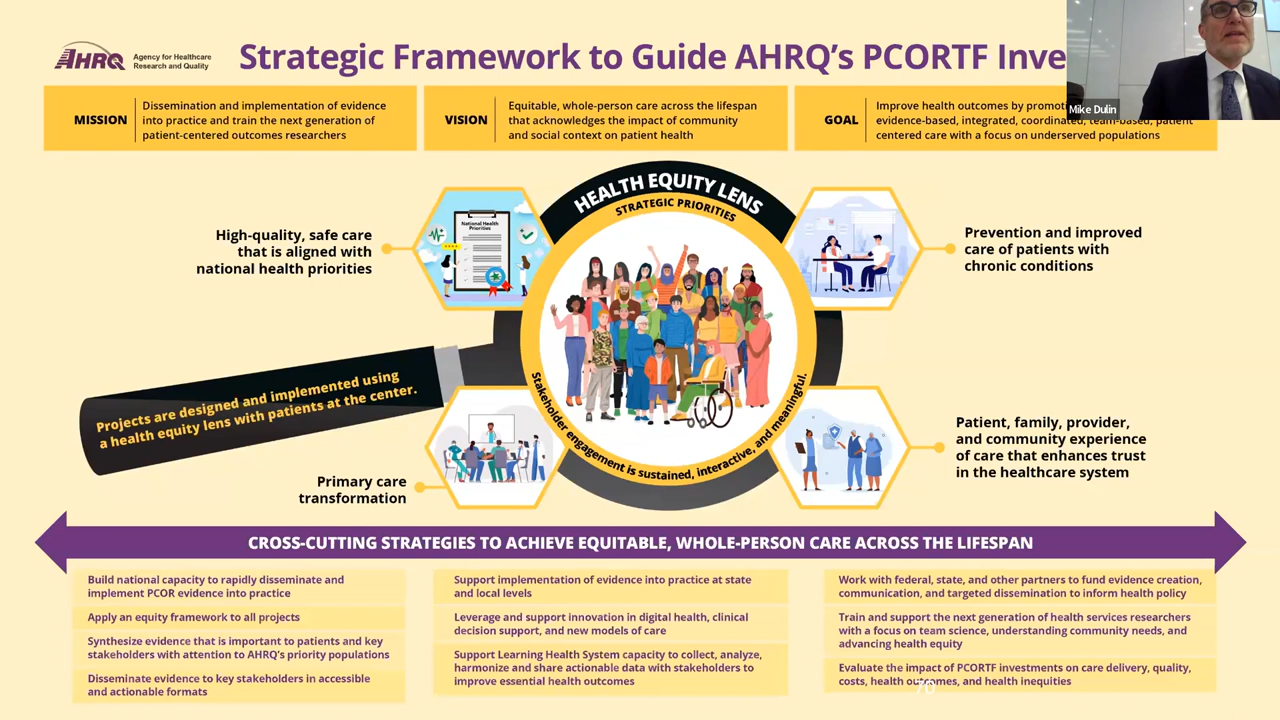 AHRQ
Agency for Healthcare
Research and Quality
Strategic Framework to Guide AHRQ's PCORTF Inve
Mike Dulin
MISSION
Dissemination and implementation of evidence
into practice and train the next generation of
patient-centered outcomes researchers
VISION
Equitable, whole-person care across the lifespan
that acknowledges the impact of community
and social context on patient health
GOAL
Improve health outcomes by promoti
evidence-based, integrated, coordinated, team-based, patient
centered care with a focus on underserved populations
HEALTH EQUITY LENS
STRATEGIC PRIORITIES
National Health
Priorities
High-quality, safe care
that is aligned with
national health priorities
Prevention and improved
care of patients with
chronic conditions
Projects are designed and implemented using
a health equity lens with patients at the center.
Stakeholder engagement is sustained, interactive, and meaningful.
Primary care
transformation
Patient, family, provider,
and community experience
of care that enhances trust
in the healthcare system
CROSS-CUTTING STRATEGIES TO ACHIEVE EQUITABLE, WHOLE-PERSON CARE ACROSS THE LIFESPAN
Build national capacity to rapidly disseminate and
implement PCOR evidence into practice
Apply an equity framework to all projects
Synthesize evidence that is important to patients and key
stakeholders with attention to AHRQ's priority populations
Disseminate evidence to key stakeholders in accessible
and actionable formats
Support implementation of evidence into practice at state
and local levels
Leverage and support innovation in digital health, clinical
decision support, and new models of care
Support Learning Health System capacity to collect, analyze,
harmonize and share actionable data with stakeholders to
improve essential health outcomes
Work with federal, state, and other partners to fund evidence creation,
communication, and targeted dissemination to inform health policy
Train and support the next generation of health services researchers
with a focus on team science, understanding community needs, and
advancing health equity
Evaluate the impact of PCORTF investments on care delivery, quality,
costs, health outcomes, and health inequities
70